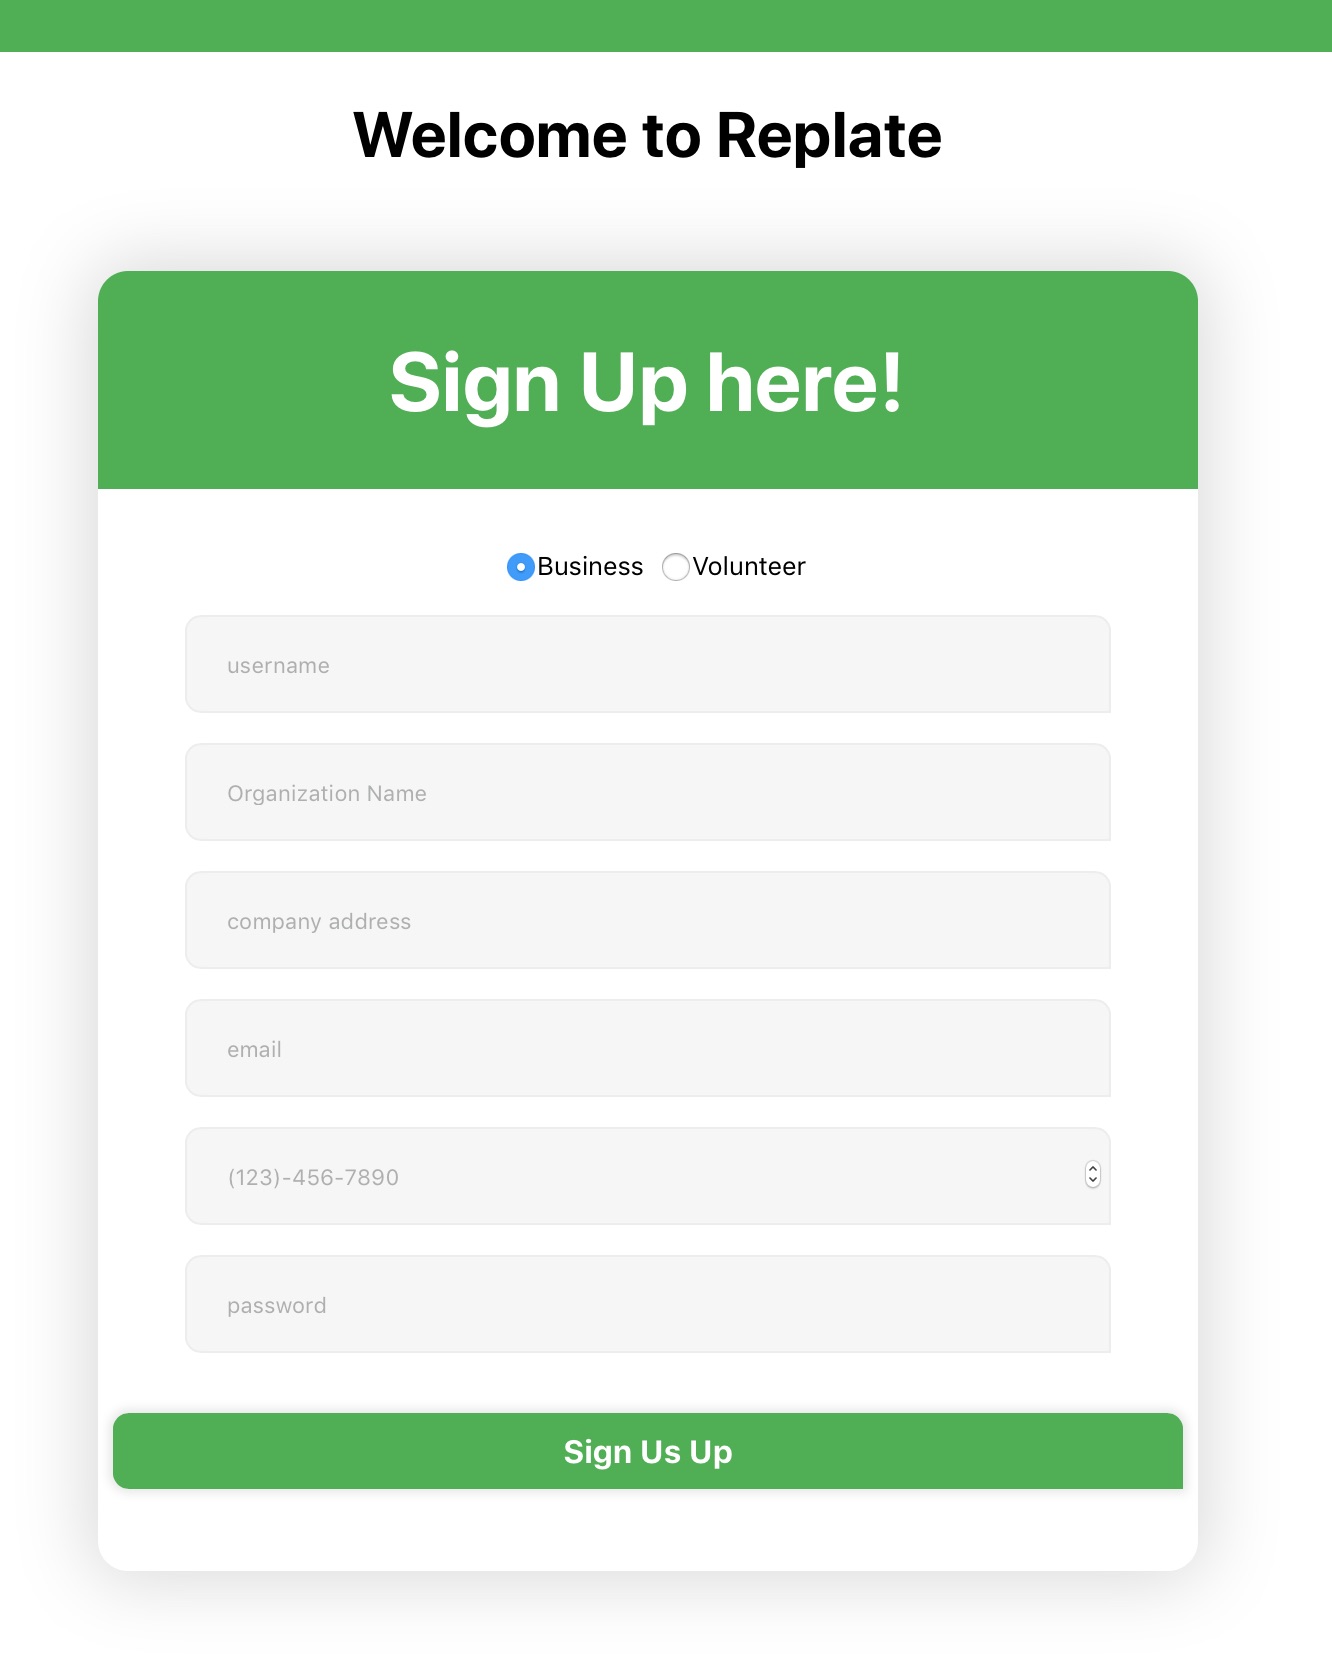 Welcome to Replate
Sign Up here!
Business Volunteer
username
Organization Name
company address
email
(123)-456-7890
password
Sign Us Up